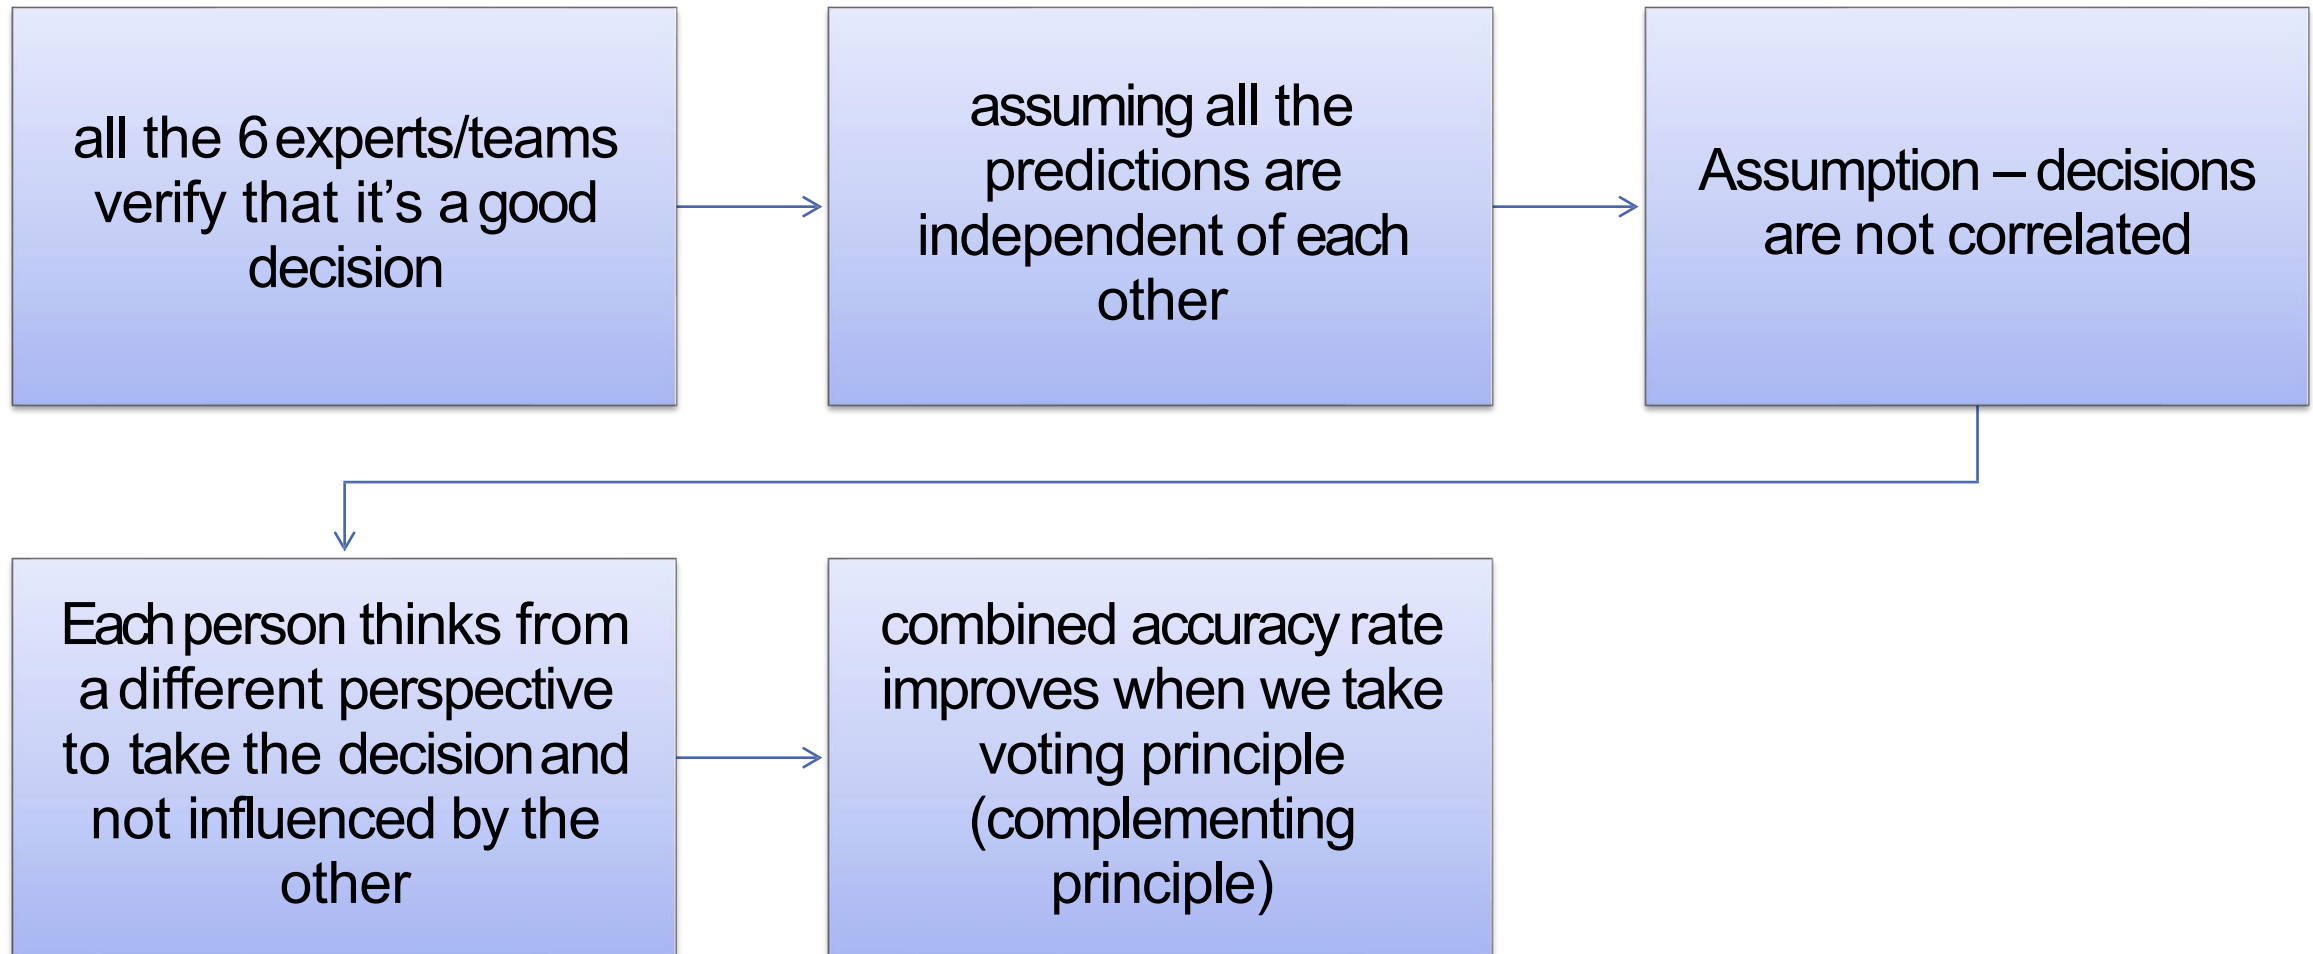 all the 6 experts/teams
verify that it’s a good
decision
assuming all the
predictions are
independent of each
other
Assumption – decisions
are not correlated
Each person thinks from
a different perspective
to take the decision and
not influenced by the
other
combined accuracy rate
improves when we take
voting principle
(complementing
principle)